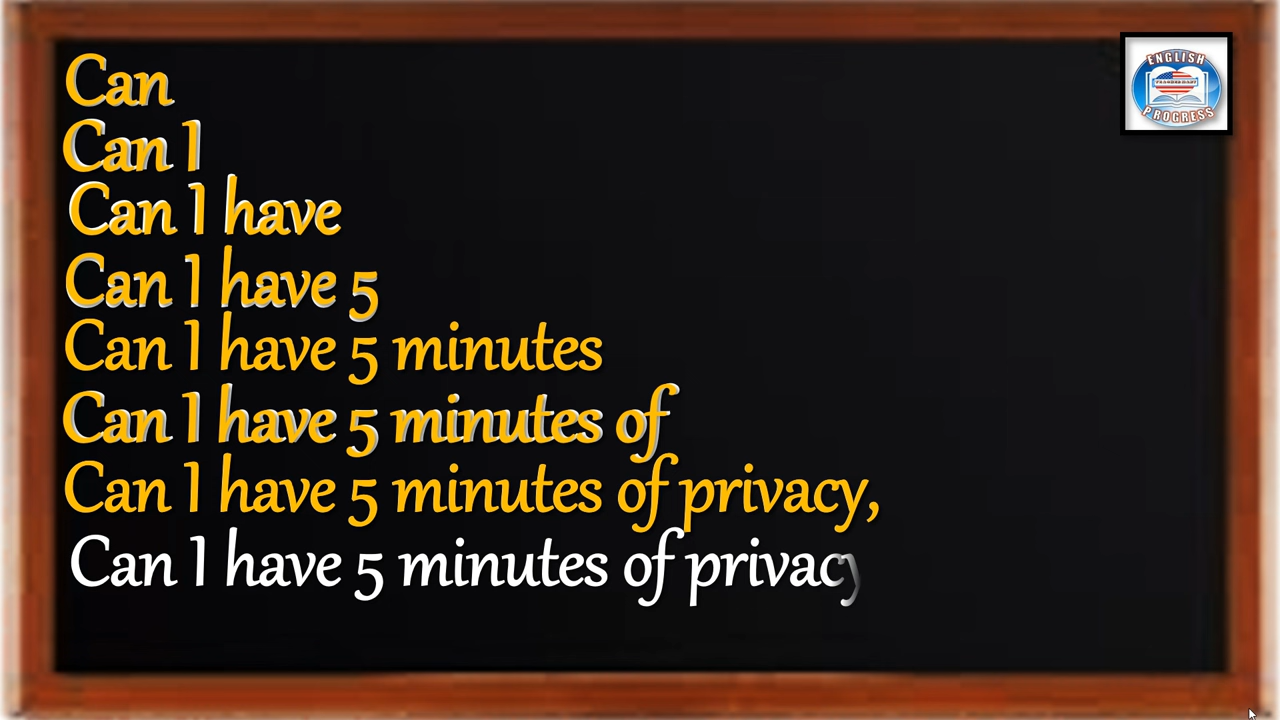 Can
Can I
Can I have
Can I have 5
Can I have 5 minutes
Can I have 5 minutes of
Can I have 5 minutes of privacy,
Can I have 5 minutes of privacy
ENGLISH
PROGRESS